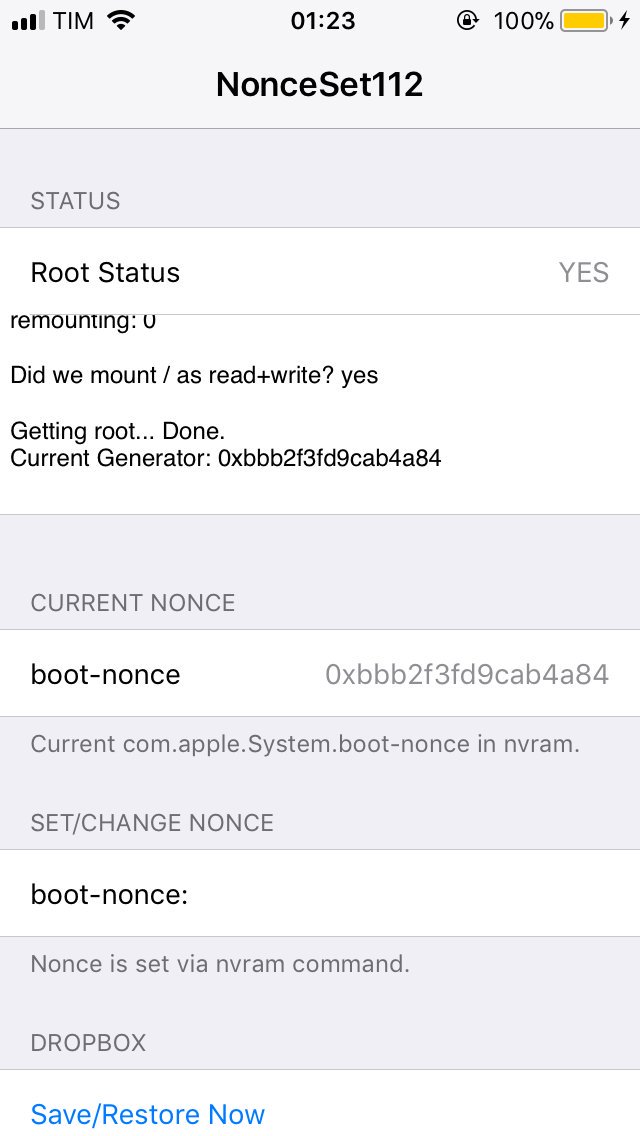 TIM 01:23 100%
NonceSet112
STATUS
Root Status YES
remounting: 0
Did we mount / as read+write? yes
Getting root... Done.
Current Generator: 0xbbb2f3fd9cab4a84
CURRENT NONCE
boot-nonce 0xbbb2f3fd9cab4a84
Current com.apple.System.boot-nonce in nvram.
SET/CHANGE NONCE
boot-nonce:
Nonce is set via nvram command.
DROPBOX
Save/Restore Now